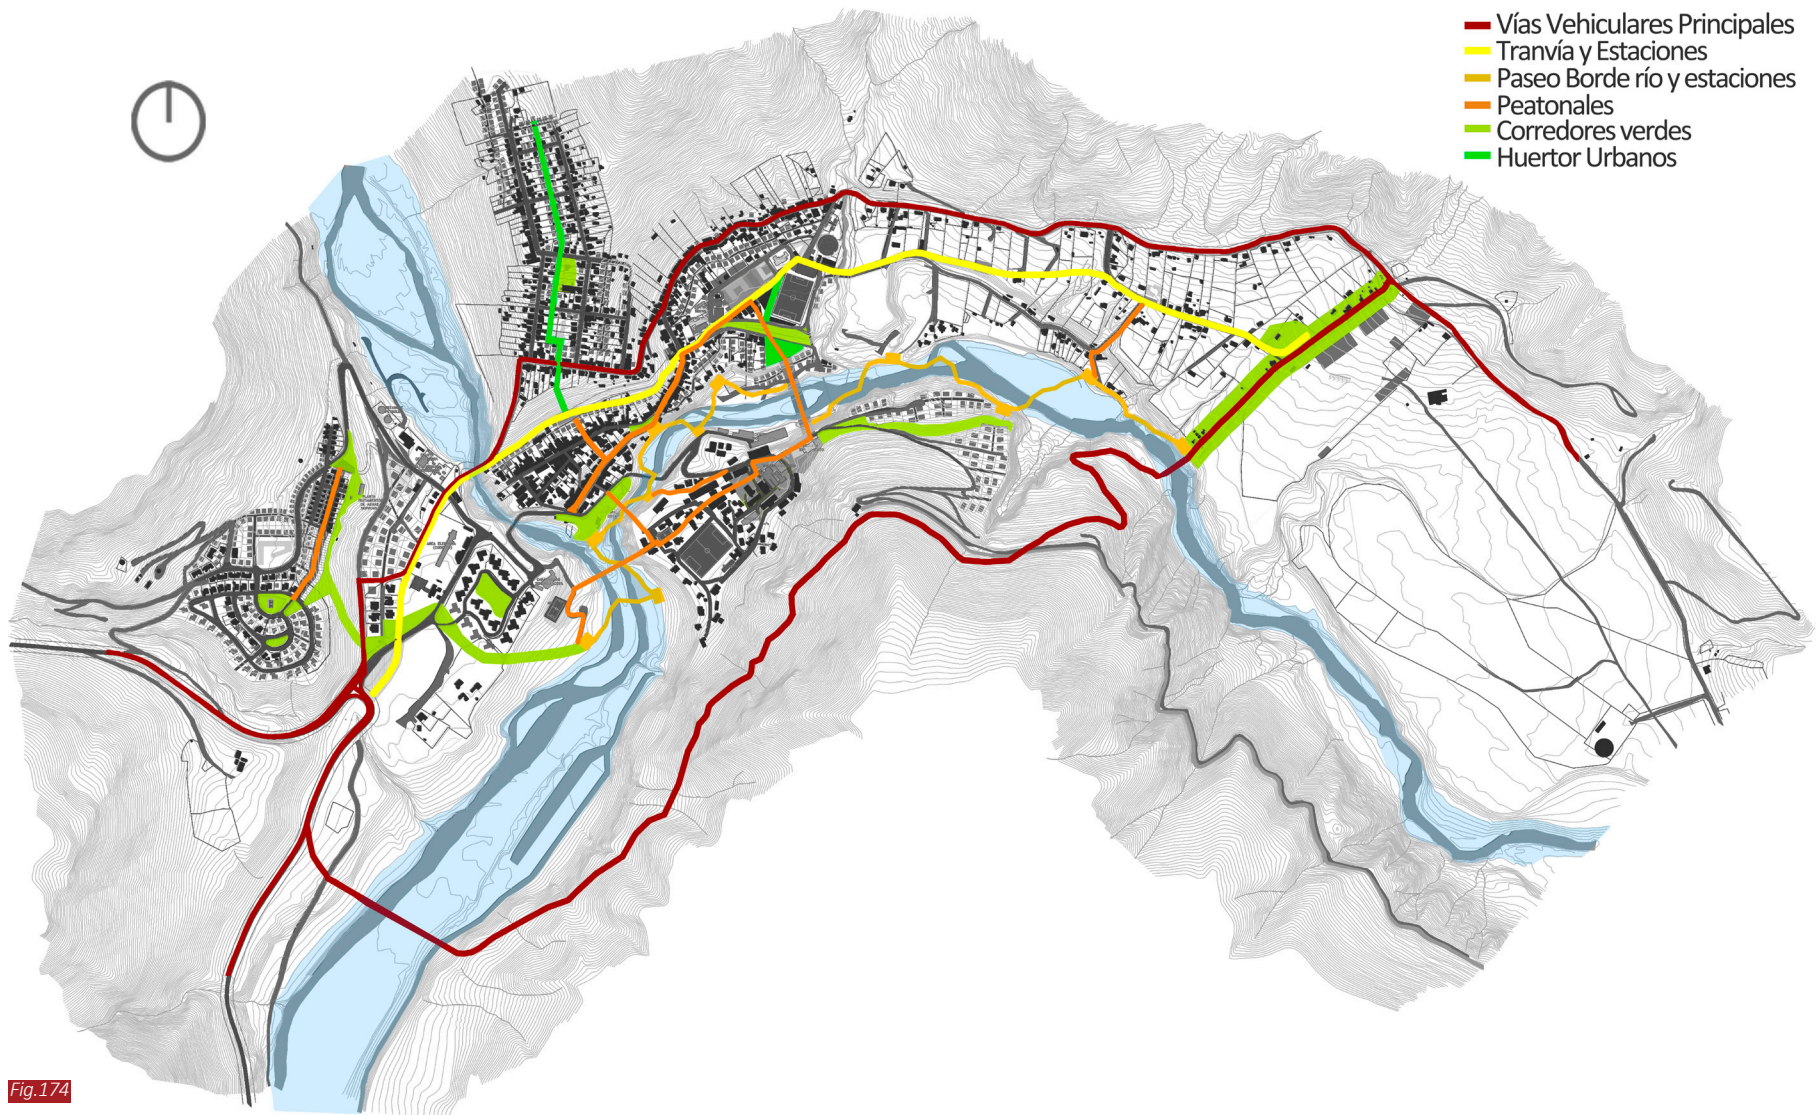 Vías Vehiculares Principales
Tranvía y Estaciones
Paseo Borde río y estaciones
Peatonales
Corredores verdes
Huertor Urbanos
Fig.174